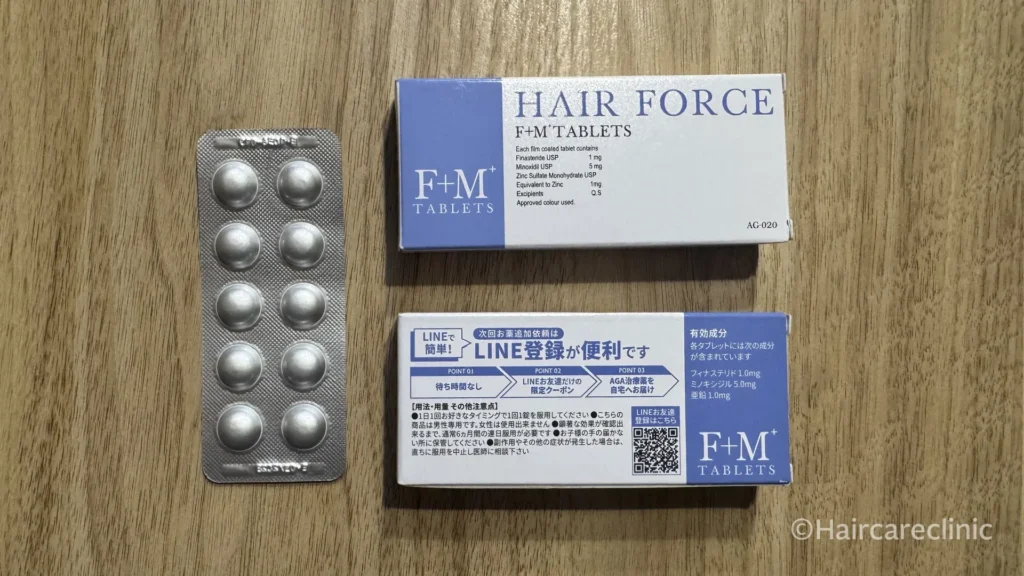 HAIR FORCE
F+M⁺TABLETS
Each film coated tablet contains
Finasteride USP 1 mg
Minoxidil USP 5 mg
Zinc Sulfate Monohydrate USP
Equivalent to Zinc 1mg
Excipients Q.S
Approved colour used.
F+M⁺
TABLETS
AG-020
LINEで
簡単!
次回お薬追加依頼は
LINE登録が便利です
POINT 01
待ち時間なし
POINT 02
LINEお友達だけの
限定クーポン
POINT 03
AGA治療薬を
自宅へお届け
【用法・用量 その他注意点】
●1日1回お好きなタイミングで1回1錠を服用してください ●こちらの
商品は男性専用です。女性は使用出来ません ●顕著な効果が確認出
来るまで、通常6ヵ月間の連日服用が必要です ●お子様の手の届かな
い所に保管してください ●副作用やその他の症状が発生した場合は、
直ちに服用を中止し医師に相談下さい
LINEお友達
登録はこちら
有効成分
各タブレットには次の成分
が含まれています
フィナステリド 1.0mg
ミノキシジル 5.0mg
亜鉛 1.0mg
F+M⁺
TABLETS
©Haircareclinic